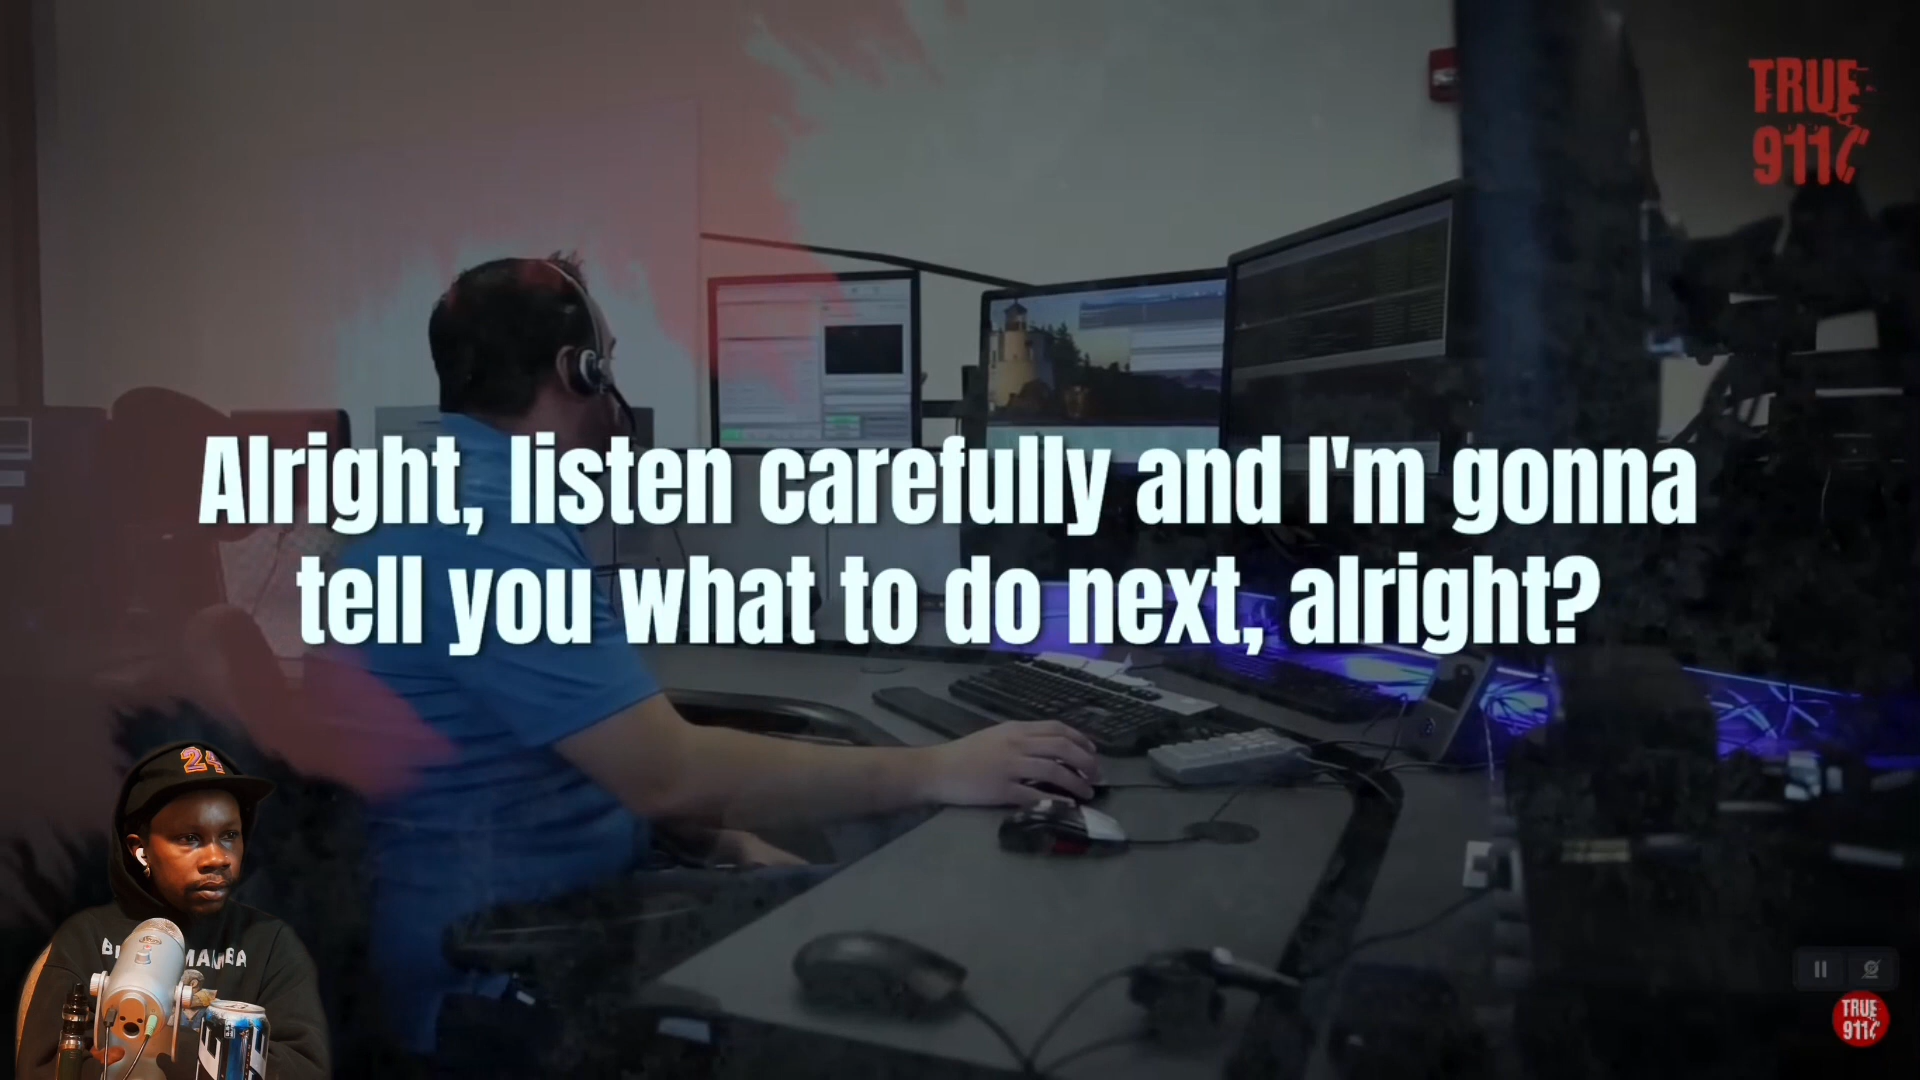 TRUE
911
Alright, listen carefully and I'm gonna
tell you what to do next, alright?
24
TRUE
911